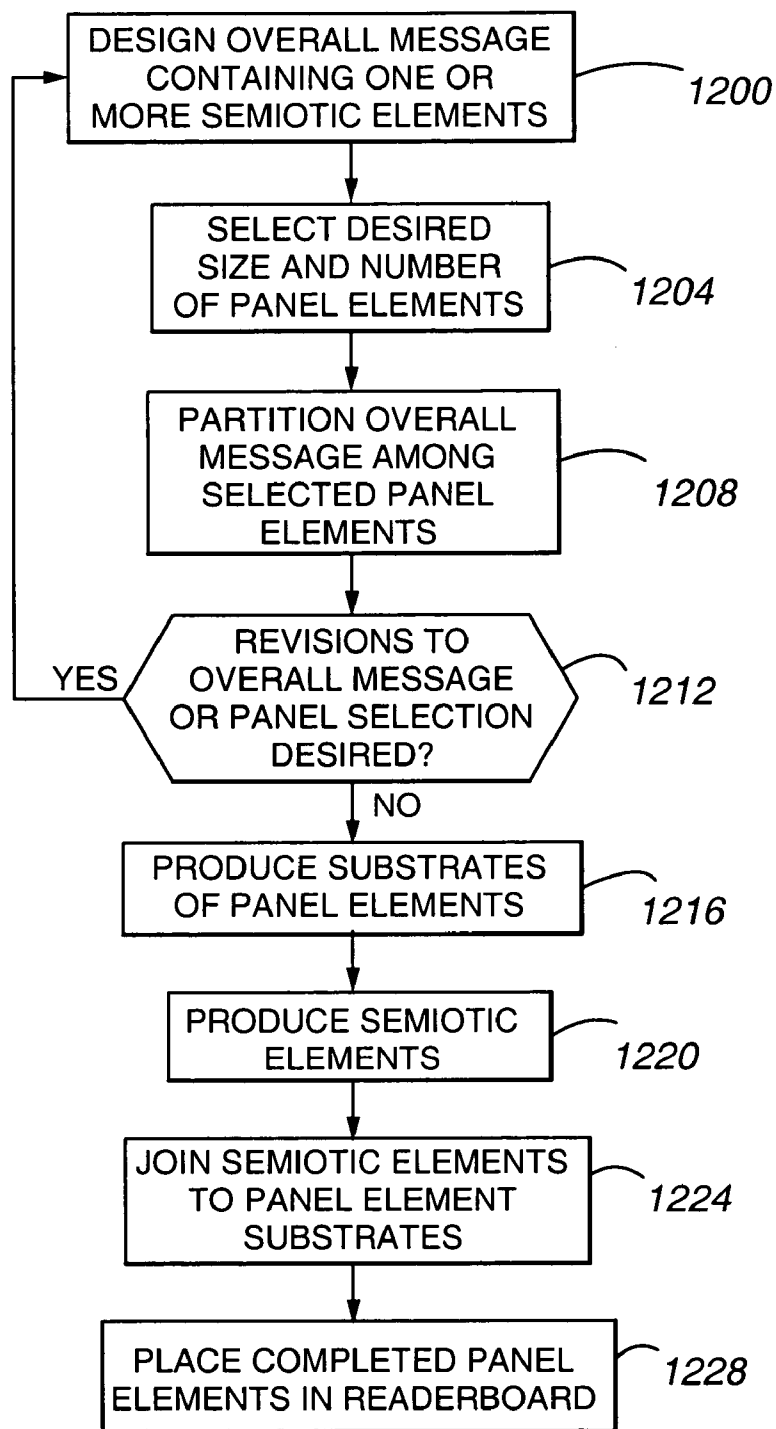 DESIGN OVERALL MESSAGE
CONTAINING ONE OR
MORE SEMIOTIC ELEMENTS
1200
SELECT DESIRED
SIZE AND NUMBER
OF PANEL ELEMENTS
1204
PARTITION OVERALL
MESSAGE AMONG
SELECTED PANEL
ELEMENTS
1208
REVISIONS TO
OVERALL MESSAGE
OR PANEL SELECTION
DESIRED?
1212
YES
NO
PRODUCE SUBSTRATES
OF PANEL ELEMENTS
1216
PRODUCE SEMIOTIC
ELEMENTS
1220
JOIN SEMIOTIC ELEMENTS
TO PANEL ELEMENT
SUBSTRATES
1224
PLACE COMPLETED PANEL
ELEMENTS IN READERBOARD
1228